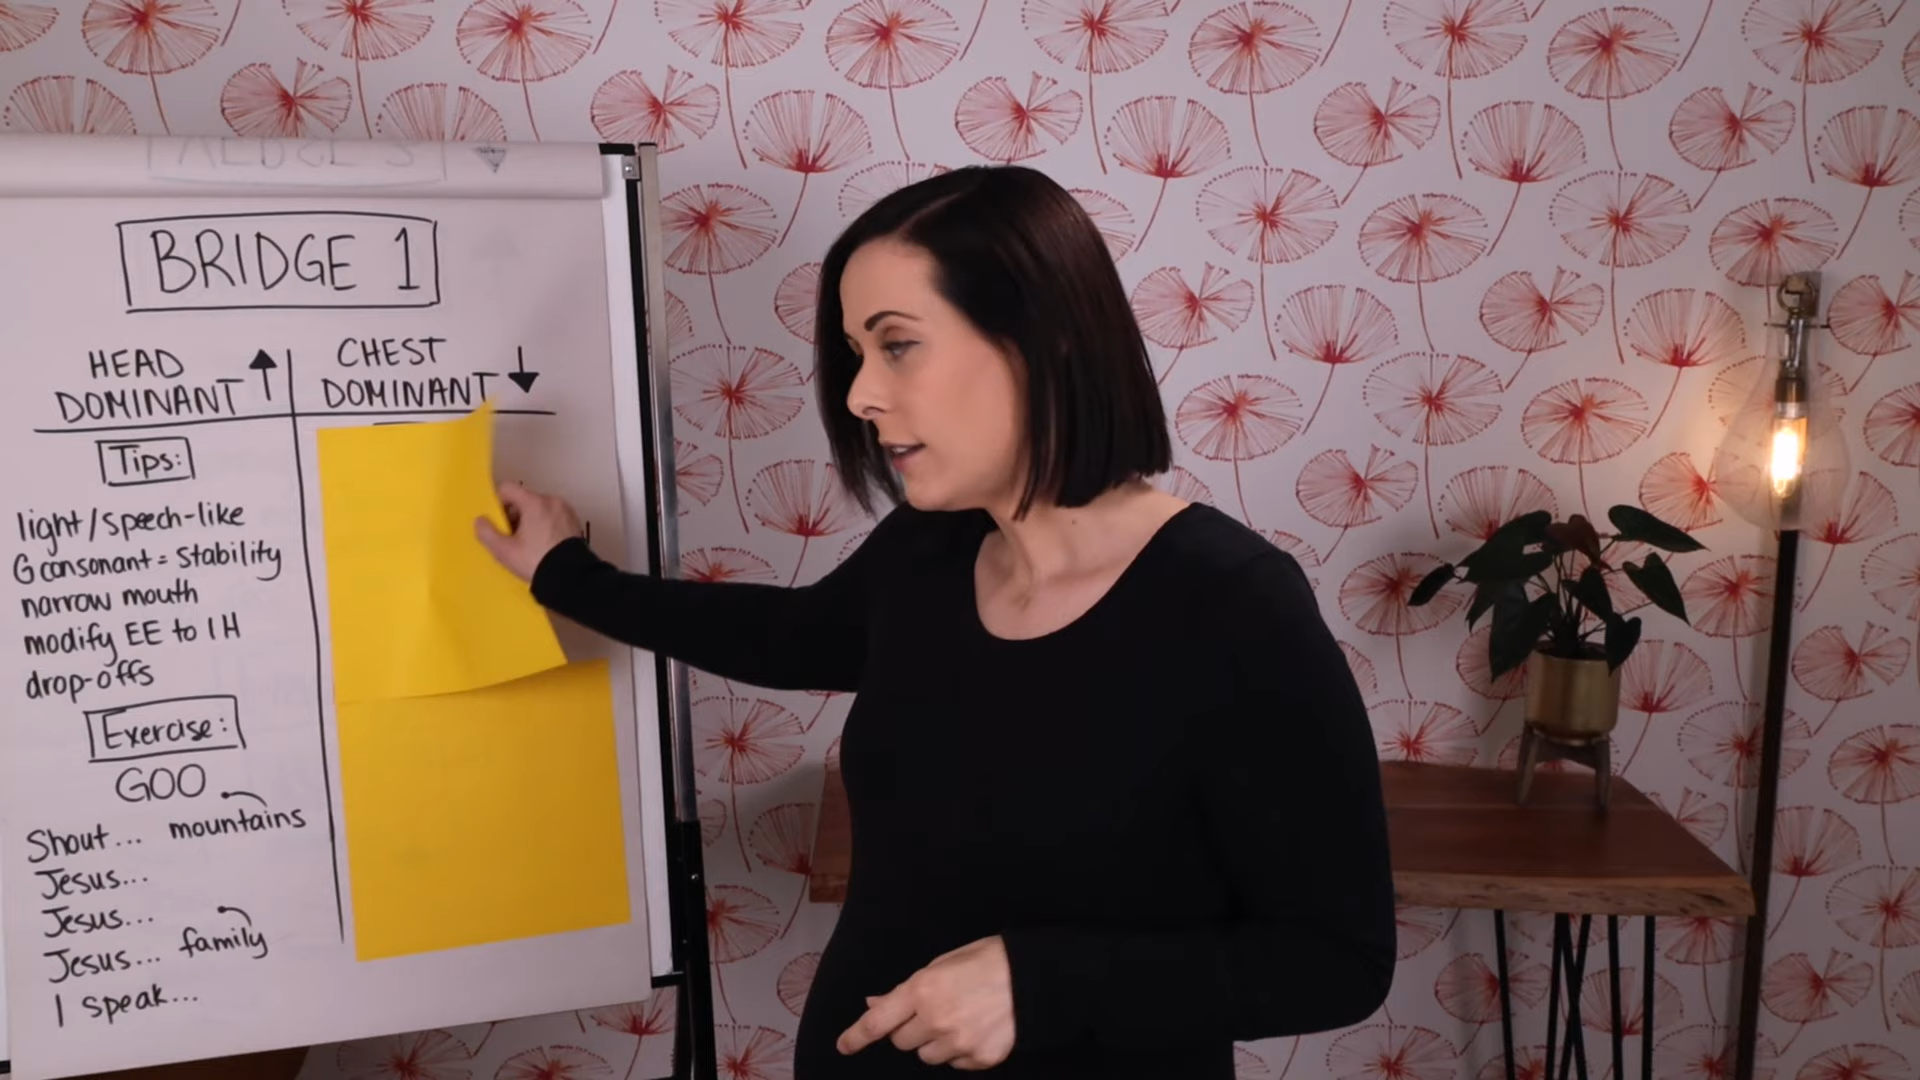 BRIDGE 1
HEAD DOMINANT
CHEST DOMINANT
Tips:
light/speech-like
G consonant = stability
narrow mouth
modify EE to IH
drop-offs
Exercise:
GOO
Shout... mountains
Jesus...
Jesus...
Jesus... family
I speak...